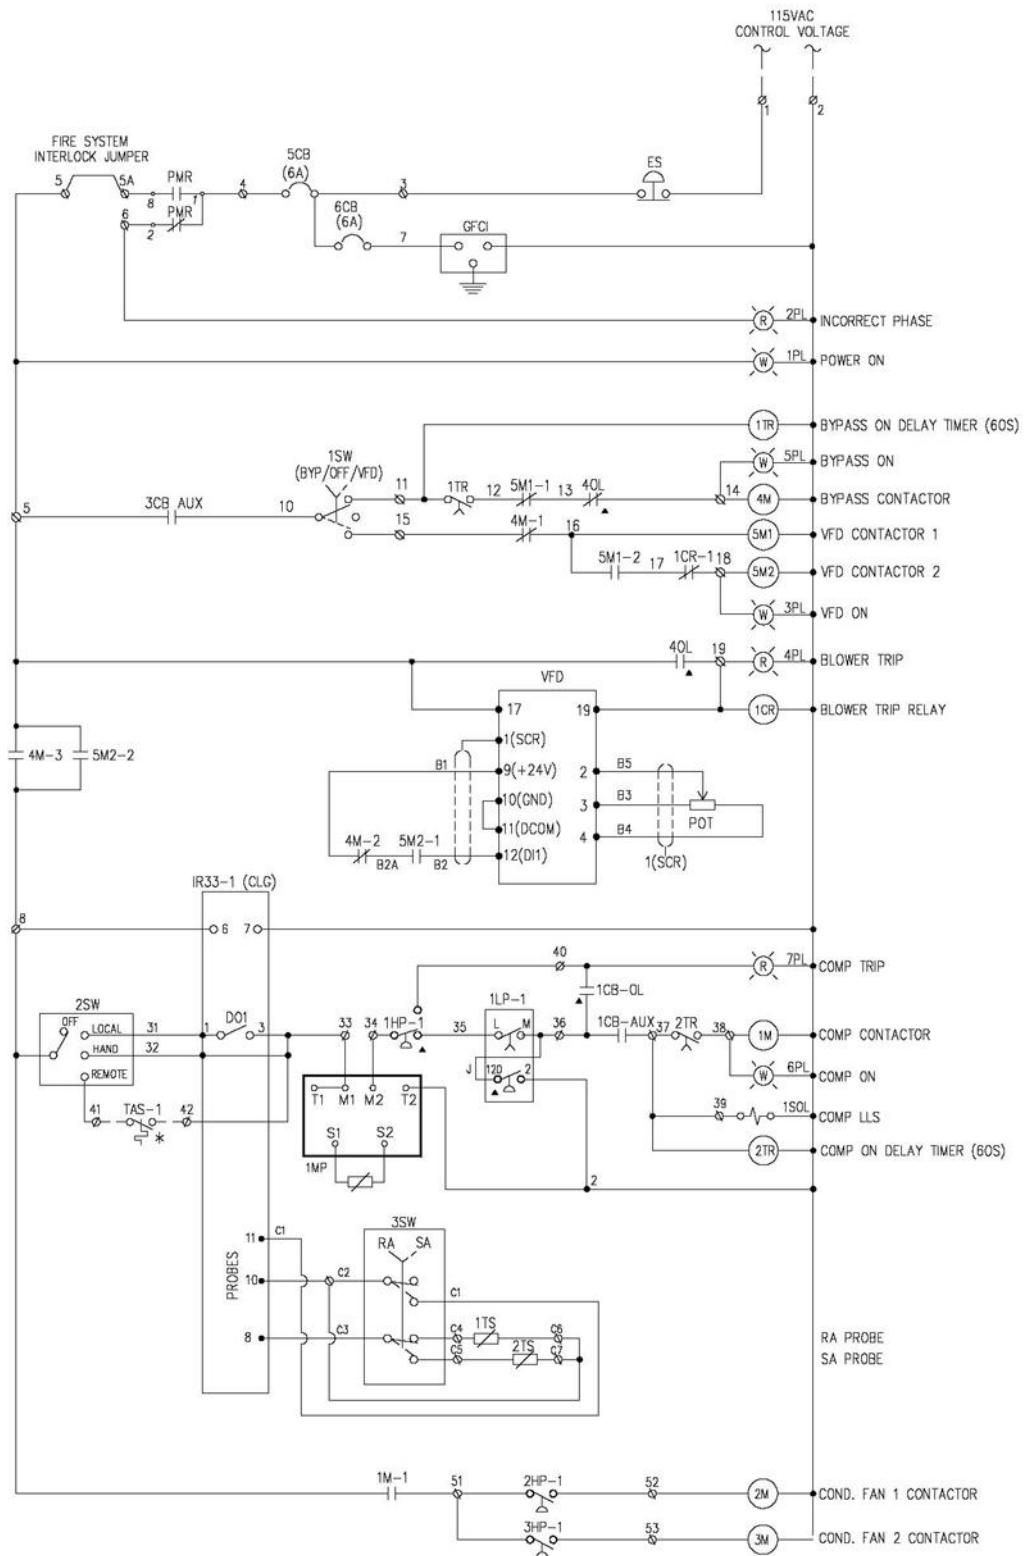 115VAC
CONTROL VOLTAGE
1
2
FIRE SYSTEM
INTERLOCK JUMPER
5
5A
PMR
8
1
4
5CB
(6A)
3
ES
6
2
PMR
6CB
(6A)
7
GFCI
R
2PL
INCORRECT PHASE
W
1PL
POWER ON
1TR
BYPASS ON DELAY TIMER (60S)
W
5PL
BYPASS ON
1SW
(BYP/OFF/VFD)
11
1TR
12
5M1-1
13
4OL
14
4M
BYPASS CONTACTOR
5
3CB AUX
10
15
4M-1
16
5M1
VFD CONTACTOR 1
5M1-2
17
1CR-1
18
5M2
VFD CONTACTOR 2
W
3PL
VFD ON
4OL
19
R
4PL
BLOWER TRIP
VFD
17
19
1CR
BLOWER TRIP RELAY
4M-3
5M2-2
1(SCR)
B1
9(+24V)
2
B5
10(GND)
3
B3
POT
11(DCOM)
4
B4
4M-2
B2A
5M2-1
B2
12(DI1)
1(SCR)
IR33-1 (CLG)
8
6
7
40
R
7PL
COMP TRIP
1CB-OL
2SW
OFF
LOCAL
31
1
DO1
3
33
34
1HP-1
35
1LP-1
L
M
36
1CB-AUX
37
2TR
38
1M
COMP CONTACTOR
HAND
32
J
120
2
W
6PL
COMP ON
REMOTE
41
TAS-1
*
42
T1
M1
M2
T2
39
1SOL
COMP LLS
S1
S2
1MP
2TR
COMP ON DELAY TIMER (60S)
2
PROBES
11
C1
3SW
RA
SA
10
C2
C1
8
C3
C4
1TS
C6
RA PROBE
C5
2TS
C7
SA PROBE
1M-1
51
2HP-1
52
2M
COND. FAN 1 CONTACTOR
3HP-1
53
3M
COND. FAN 2 CONTACTOR